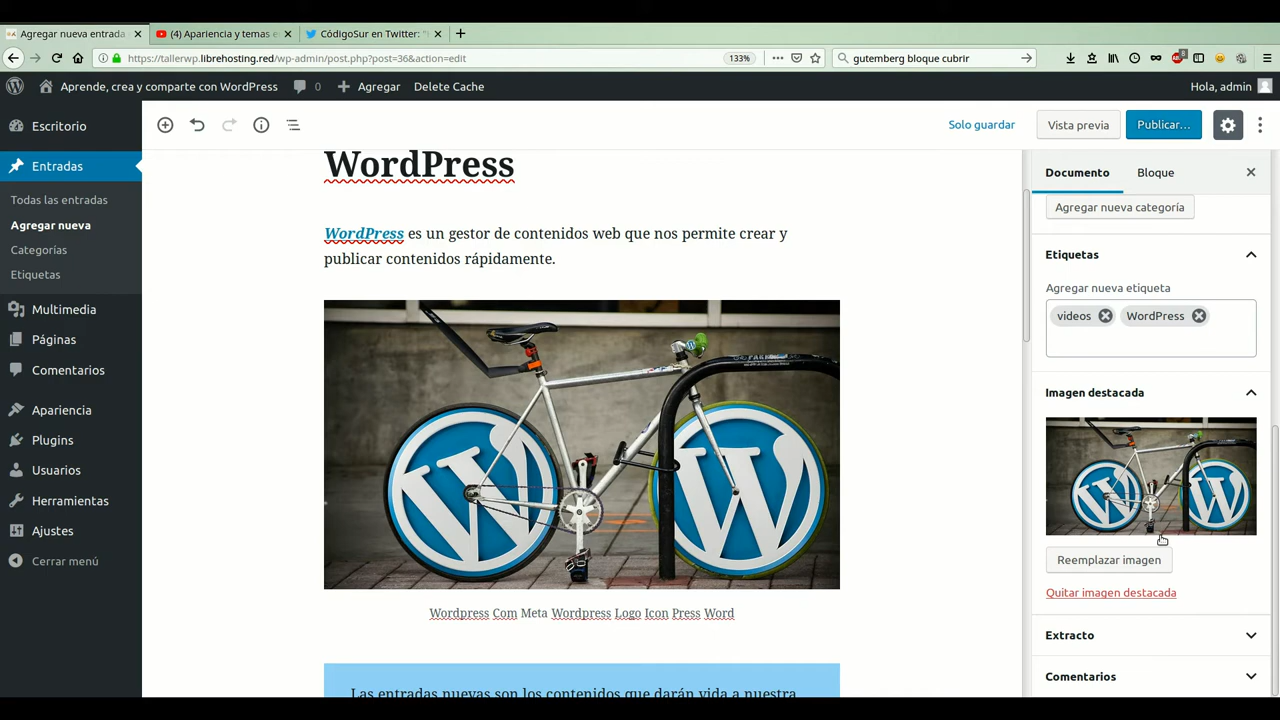 Agregar nueva entrada
(4) Apariencia y temas e
CódigoSur en Twitter: "
https://tallerwp.librehosting.red/wp-admin/post.php?post=36&action=edit
133%
gutemberg bloque cubrir
8
Aprende, crea y comparte con WordPress
0
Agregar
Delete Cache
Hola, admin
Escritorio
Entradas
Todas las entradas
Agregar nueva
Categorías
Etiquetas
Multimedia
Páginas
Comentarios
Apariencia
Plugins
Usuarios
Herramientas
Ajustes
Cerrar menú
Solo guardar
Vista previa
Publicar...
WordPress
WordPress es un gestor de contenidos web que nos permite crear y
publicar contenidos rápidamente.
Wordpress Com Meta Wordpress Logo Icon Press Word
Las entradas nuevas son los contenidos que darán vida a nuestra
Documento
Bloque
Agregar nueva categoría
Etiquetas
Agregar nueva etiqueta
videos
WordPress
Imagen destacada
Reemplazar imagen
Quitar imagen destacada
Extracto
Comentarios